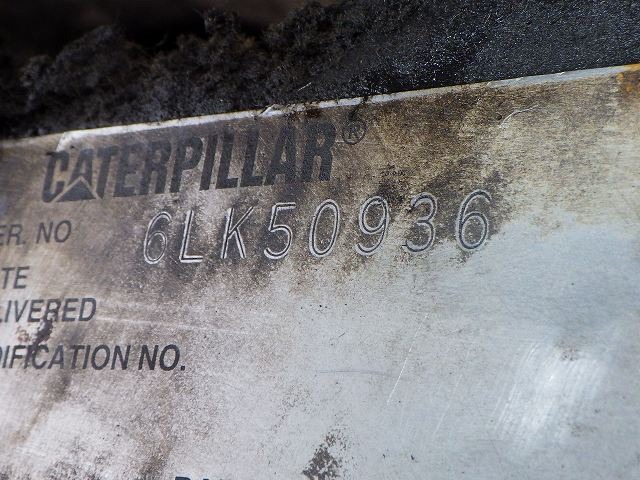 CATERPILLAR®
ER. NO 6LK50936
TE
LIVERED
DIFICATION NO.